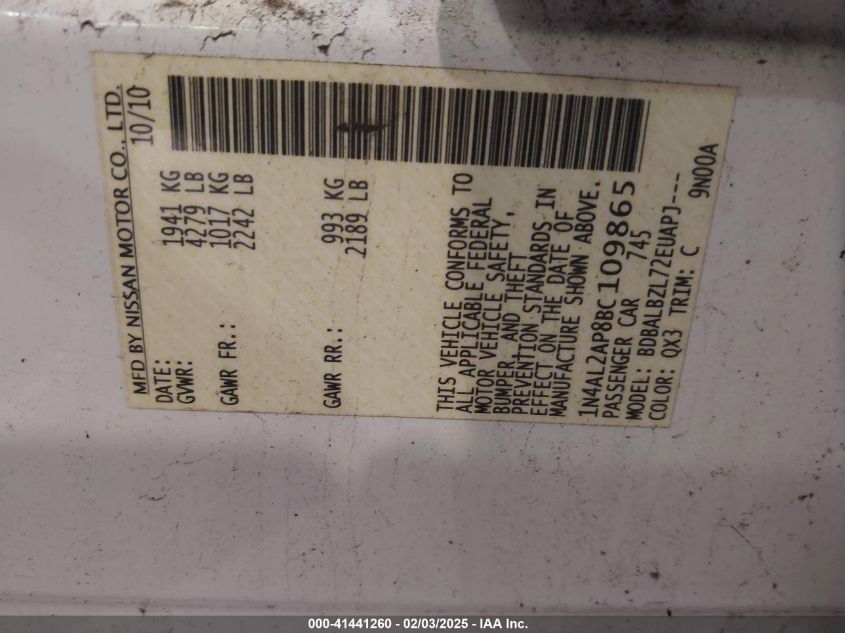 MFD BY NISSAN MOTOR CO., LTD.
DATE: 10/10
GVWR: 1941 KG
4279 LB
GAWR FR.: 1017 KG
2242 LB
GAWR RR.: 993 KG
2189 LB
THIS VEHICLE CONFORMS TO
ALL APPLICABLE FEDERAL
MOTOR VEHICLE SAFETY,
BUMPER, AND THEFT
PREVENTION STANDARDS IN
EFFECT ON THE DATE OF
MANUFACTURE SHOWN ABOVE.
1N4AL2AP8BC109865
PASSENGER CAR 745
MODEL: BDBALBZL72EUAPJ---
COLOR: QX3 TRIM: C 9N00A
000-41441260 - 02/03/2025 - IAA Inc.